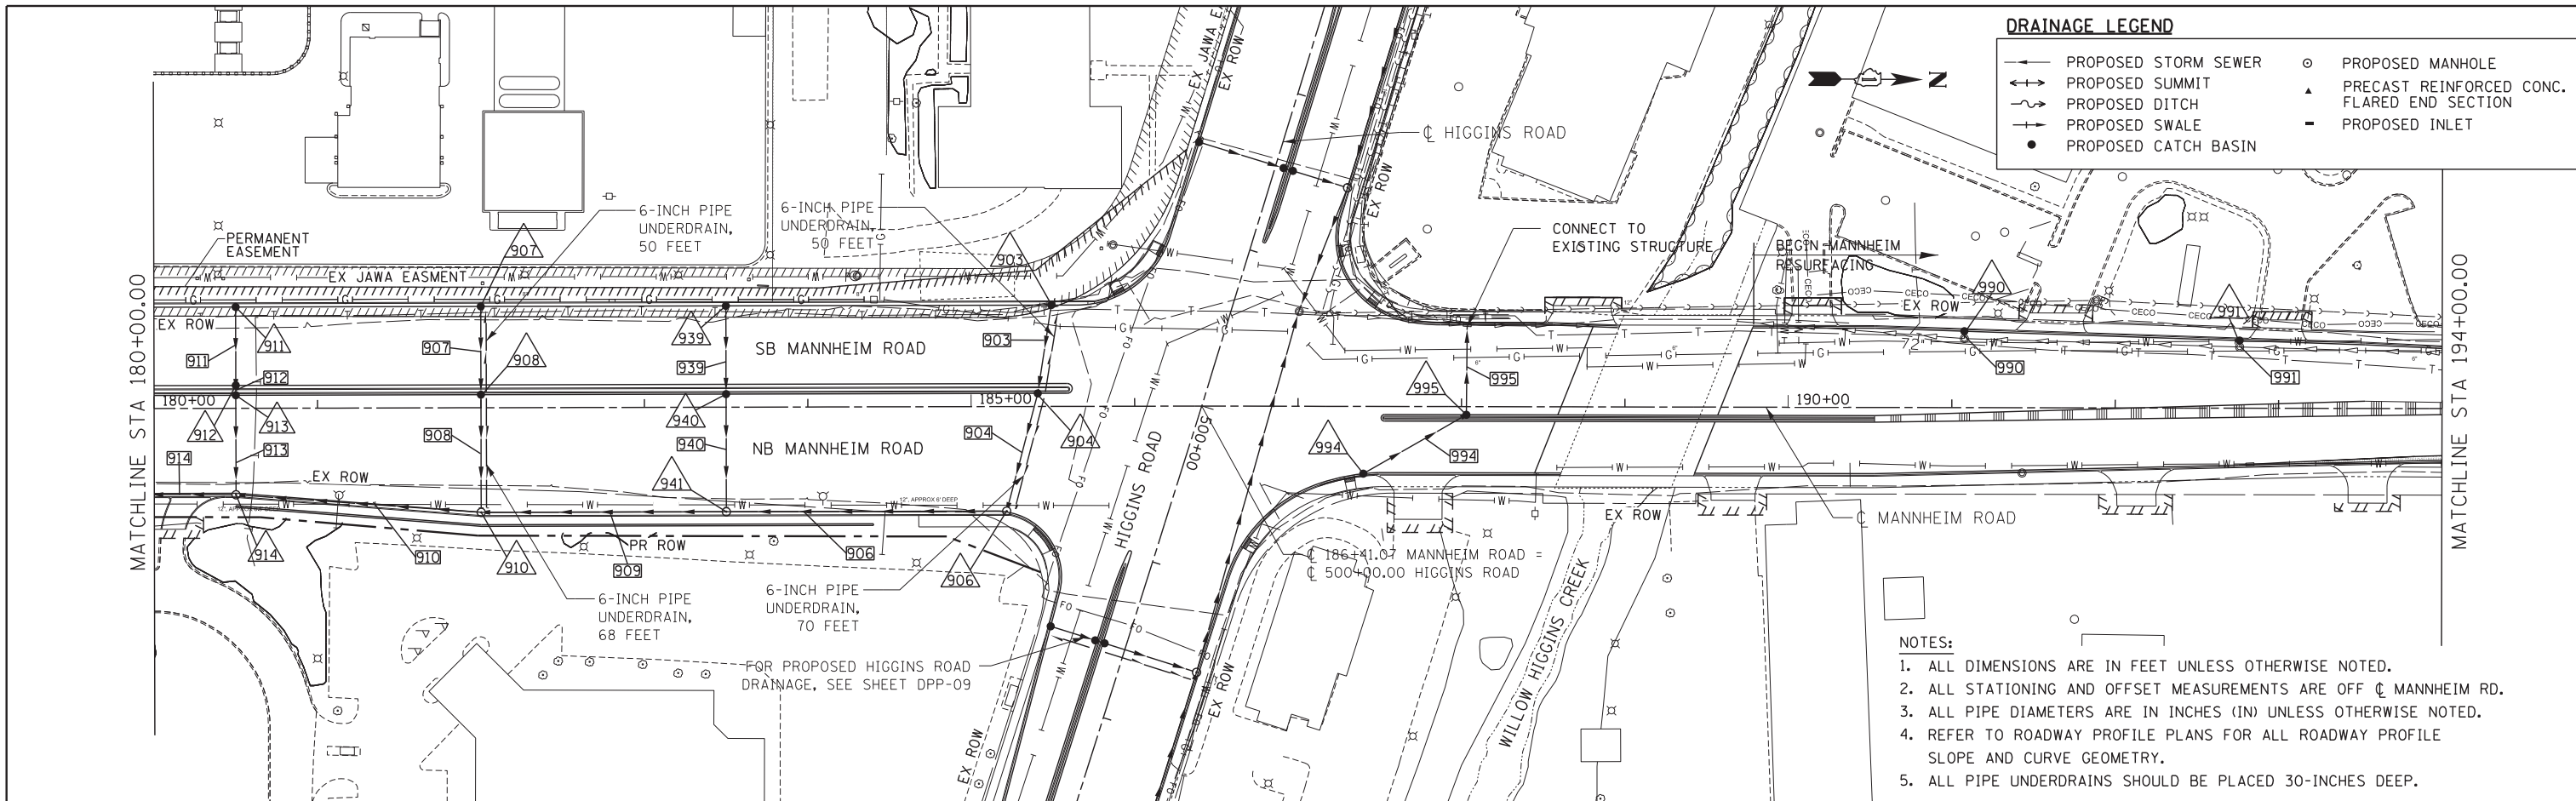 DRAINAGE LEGEND
PROPOSED STORM SEWER
PROPOSED SUMMIT
PROPOSED DITCH
PROPOSED SWALE
PROPOSED CATCH BASIN
PROPOSED MANHOLE
PRECAST REINFORCED CONC.
FLARED END SECTION
PROPOSED INLET
N
EX JAWA E
EX ROW
℄ HIGGINS ROAD
EX ROW
6-INCH PIPE
UNDERDRAIN,
50 FEET
6-INCH PIPE
UNDERDRAIN,
50 FEET
PERMANENT
EASEMENT
907
903
CONNECT TO
EXISTING STRUCTURE
BEGIN MANNHEIM
RESURFACING
EX JAWA EASMENT
MATCHLINE STA 180+00.00
MATCHLINE STA 194+00.00
EX ROW
EX ROW
990
991
911
911
907
908
939
939
903
SB MANNHEIM ROAD
72"
990
991
995
995
912
180+00
185+00
190+00
912
913
913
914
908
940
940
904
904
NB MANNHEIM ROAD
HIGGINS ROAD
500+00
994
994
EX ROW
941
12", APPROX 6' DEEP
914
910
910
909
906
906
PR ROW
EX ROW
℄ MANNHEIM ROAD
℄ 186+41.07 MANNHEIM ROAD =
℄ 500+00.00 HIGGINS ROAD
6-INCH PIPE
UNDERDRAIN,
68 FEET
6-INCH PIPE
UNDERDRAIN,
70 FEET
FOR PROPOSED HIGGINS ROAD
DRAINAGE, SEE SHEET DPP-09
EX ROW
EX ROW
WILLOW HIGGINS CREEK
NOTES:
1. ALL DIMENSIONS ARE IN FEET UNLESS OTHERWISE NOTED.
2. ALL STATIONING AND OFFSET MEASUREMENTS ARE OFF ℄ MANNHEIM RD.
3. ALL PIPE DIAMETERS ARE IN INCHES (IN) UNLESS OTHERWISE NOTED.
4. REFER TO ROADWAY PROFILE PLANS FOR ALL ROADWAY PROFILE
SLOPE AND CURVE GEOMETRY.
5. ALL PIPE UNDERDRAINS SHOULD BE PLACED 30-INCHES DEEP.